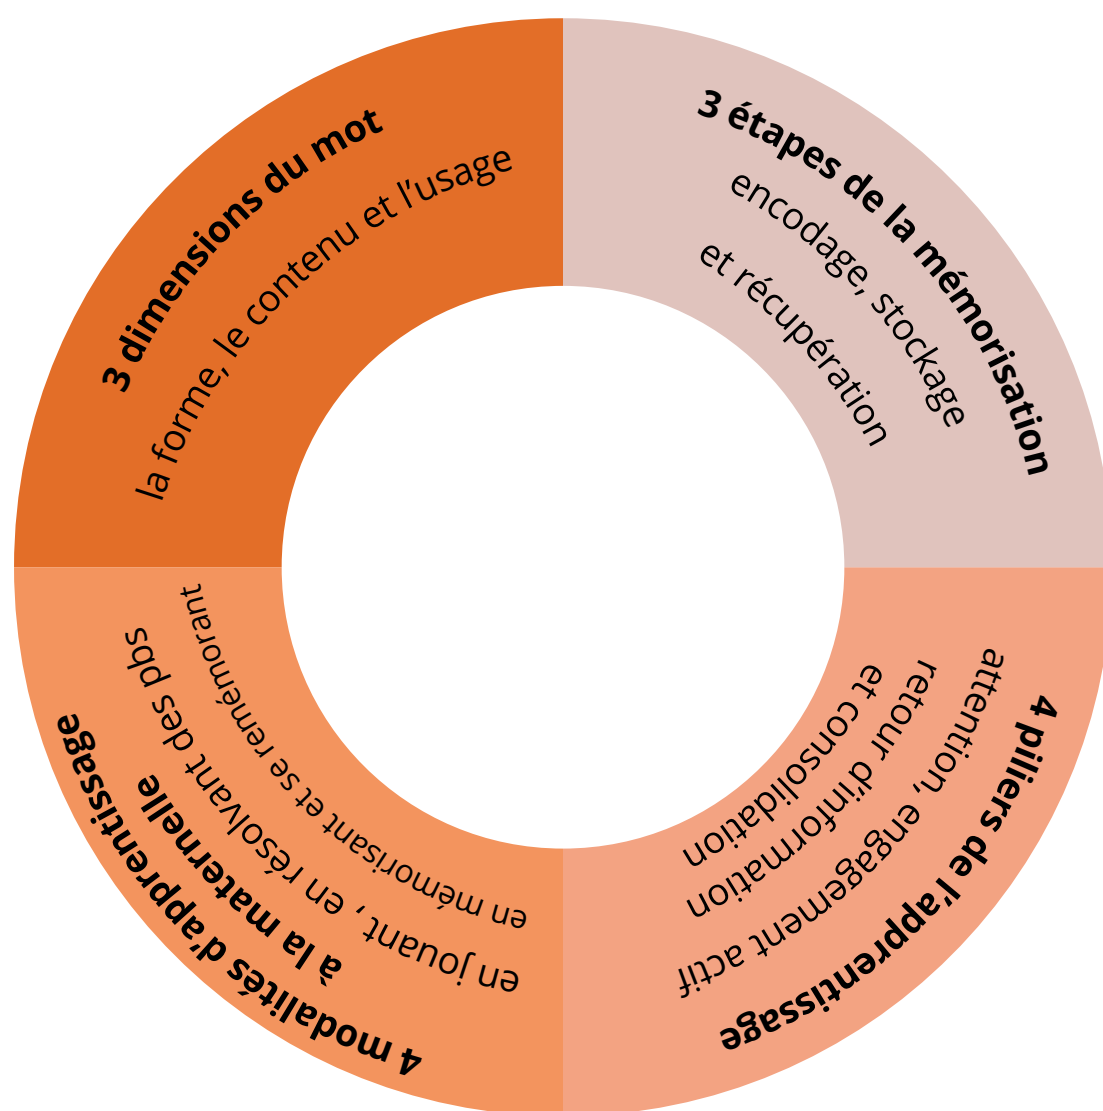 3 dimensions du mot
la forme, le contenu et l’usage
3 étapes de la mémorisation
encodage, stockage
et récupération
4 piliers de l'apprentissage
attention, engagement actif
retour d'information
et consolidation
4 modalités d’apprentissage
à la maternelle
en jouant, en résolvant des pbs
en mémorisant et se remémorant